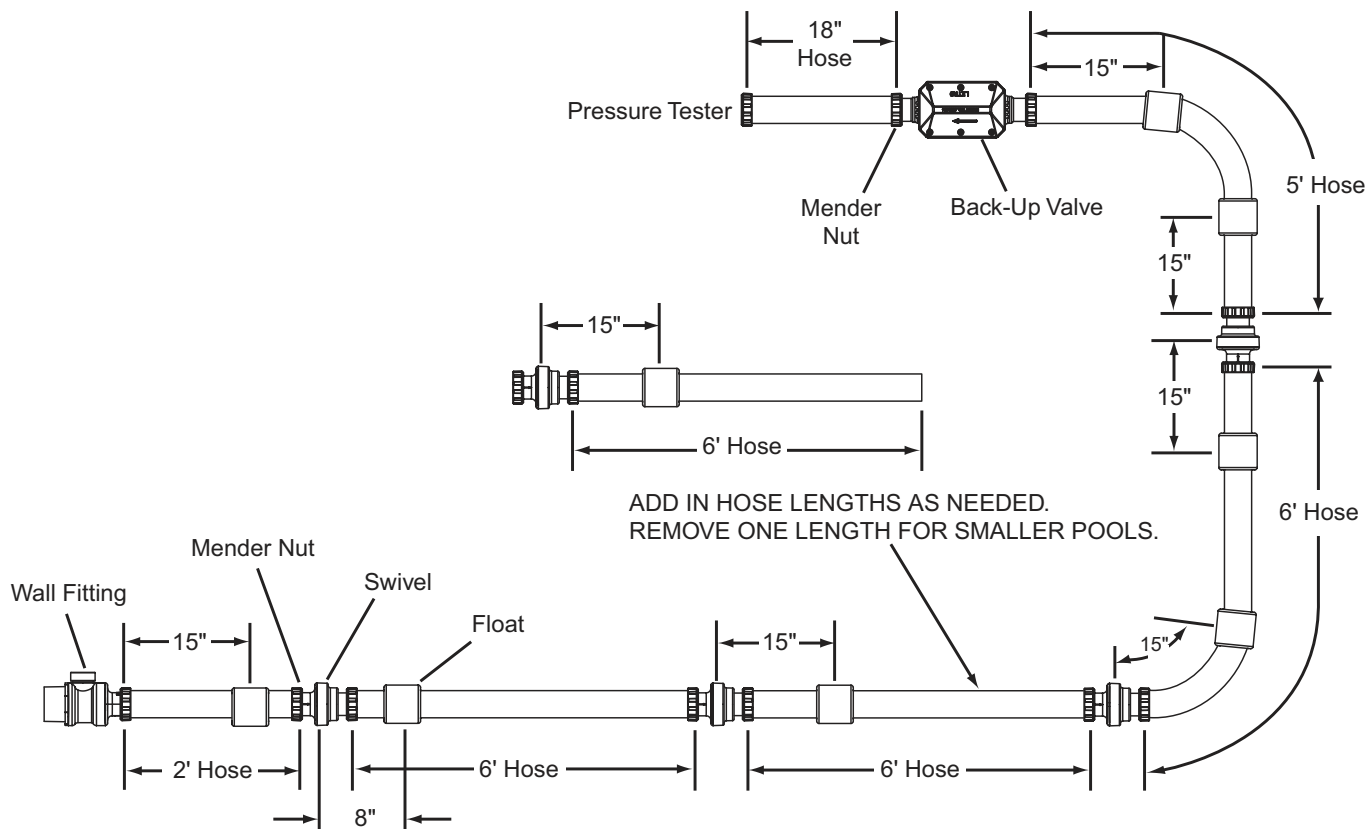 18"
Hose
15"
Pressure Tester
5' Hose
Mender
Nut
Back-Up Valve
15"
15"
15"
6' Hose
ADD IN HOSE LENGTHS AS NEEDED.
REMOVE ONE LENGTH FOR SMALLER POOLS.
6' Hose
Mender Nut
Swivel
Wall Fitting
Float
15"
15"
15"
2' Hose
6' Hose
6' Hose
8"